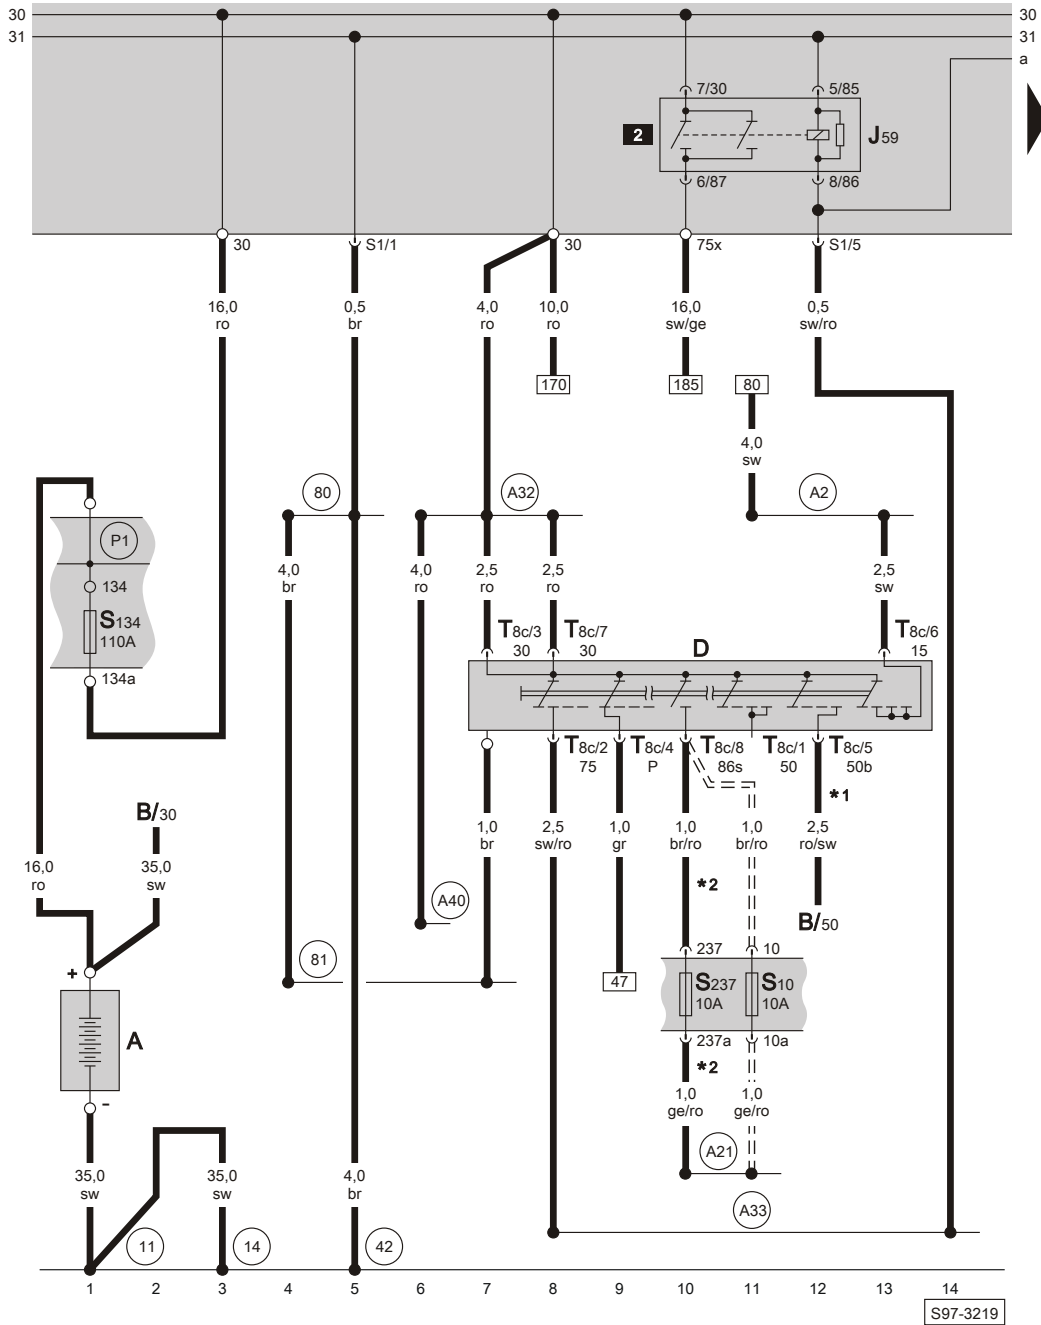 30
30
31
31
a
7/30
5/85
2
J59
6/87
8/86
30
S1/1
30
75x
S1/5
16,0
ro
0,5
br
4,0
ro
10,0
ro
16,0
sw/ge
0,5
sw/ro
170
185
80
4,0
sw
80
A32
A2
P1
134
S134
110A
134a
4,0
br
4,0
ro
2,5
ro
2,5
ro
2,5
sw
T8c/3
30
T8c/7
30
D
T8c/6
15
T8c/2
75
T8c/4
P
T8c/8
86s
T8c/1
50
T8c/5
50b
*1
B/30
16,0
ro
35,0
sw
1,0
br
2,5
sw/ro
1,0
gr
1,0
br/ro
1,0
br/ro
2,5
ro/sw
*2
A40
B/50
81
47
237
10
S237
10A
S10
10A
237a
10a
*2
+
A
-
1,0
ge/ro
1,0
ge/ro
A21
35,0
sw
35,0
sw
4,0
br
A33
11
14
42
1 2 3 4 5 6 7 8 9 10 11 12 13 14
S97-3219